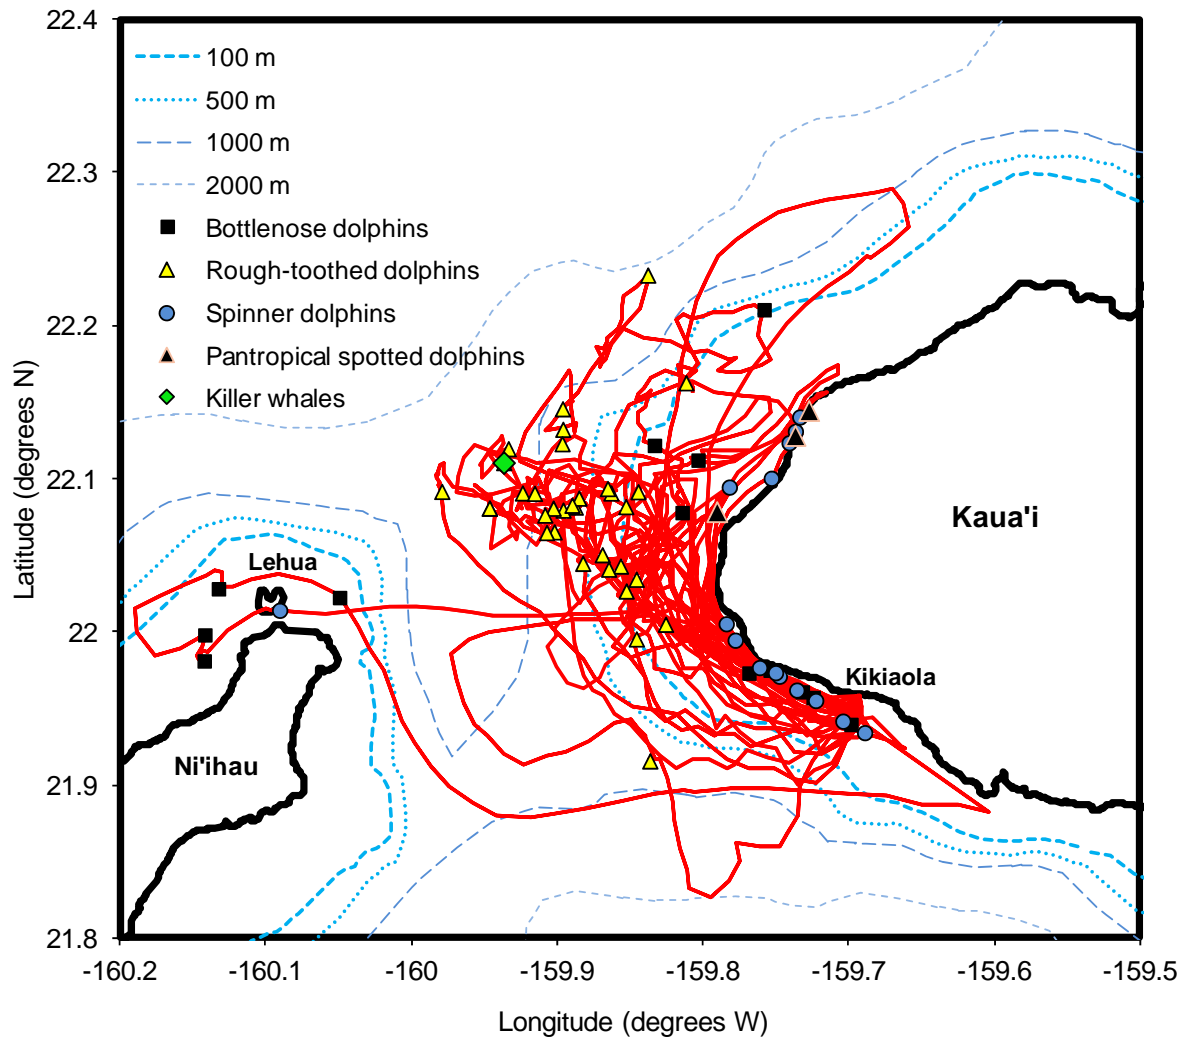 22.4
22.3
22.2
22.1
22
21.9
21.8
Latitude (degrees N)
100 m
500 m
1000 m
2000 m
Bottlenose dolphins
Rough-toothed dolphins
Spinner dolphins
Pantropical spotted dolphins
Killer whales
Kaua'i
Lehua
Kikiaola
Ni'ihau
-160.2 -160.1 -160 -159.9 -159.8 -159.7 -159.6 -159.5
Longitude (degrees W)